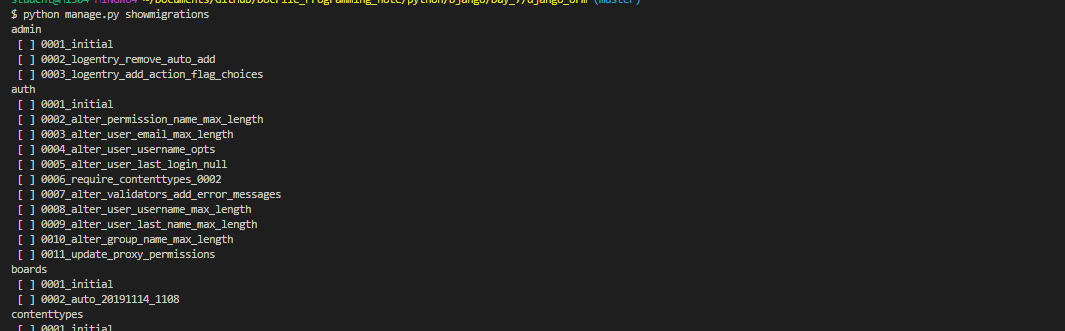 $ python manage.py showmigrations
admin
[ ] 0001_initial
[ ] 0002_logentry_remove_auto_add
[ ] 0003_logentry_add_action_flag_choices
auth
[ ] 0001_initial
[ ] 0002_alter_permission_name_max_length
[ ] 0003_alter_user_email_max_length
[ ] 0004_alter_user_username_opts
[ ] 0005_alter_user_last_login_null
[ ] 0006_require_contenttypes_0002
[ ] 0007_alter_validators_add_error_messages
[ ] 0008_alter_user_username_max_length
[ ] 0009_alter_user_last_name_max_length
[ ] 0010_alter_group_name_max_length
[ ] 0011_update_proxy_permissions
boards
[ ] 0001_initial
[ ] 0002_auto_20191114_1108
contenttypes
[ ] 0001_initial